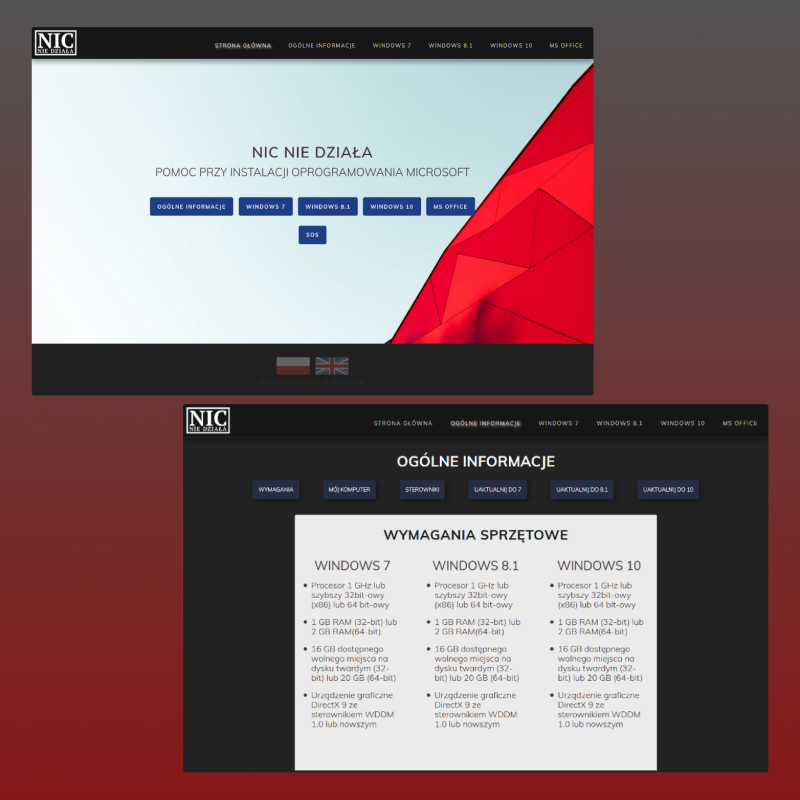 NIC
NIE DZIAŁA
STRONA GŁÓWNA OGÓLNE INFORMACJE WINDOWS 7 WINDOWS 8.1 WINDOWS 10 MS OFFICE
NIC NIE DZIAŁA
POMOC PRZY INSTALACJI OPROGRAMOWANIA MICROSOFT
OGÓLNE INFORMACJE WINDOWS 7 WINDOWS 8.1 WINDOWS 10 MS OFFICE
SOS
NIC
NIE DZIAŁA
STRONA GŁÓWNA OGÓLNE INFORMACJE WINDOWS 7 WINDOWS 8.1 WINDOWS 10 MS OFFICE
OGÓLNE INFORMACJE
WYMAGANIA MÓJ KOMPUTER STEROWNIKI UAKTUALNIJ DO 7 UAKTUALNIJ DO 8.1 UAKTUALNIJ DO 10
WYMAGANIA SPRZĘTOWE
WINDOWS 7
Procesor 1 GHz lub
szybszy 32bit-owy
(x86) lub 64 bit-owy
1 GB RAM (32-bit) lub
2 GB RAM(64-bit)
16 GB dostępnego
wolnego miejsca na
dysku twardym (32-
bit) lub 20 GB (64-bit)
Urządzenie graficzne
DirectX 9 ze
sterownikiem WDDM
1.0 lub nowszym
WINDOWS 8.1
Procesor 1 GHz lub
szybszy 32bit-owy
(x86) lub 64 bit-owy
1 GB RAM (32-bit) lub
2 GB RAM(64-bit)
16 GB dostępnego
wolnego miejsca na
dysku twardym (32-
bit) lub 20 GB (64-bit)
Urządzenie graficzne
DirectX 9 ze
sterownikiem WDDM
1.0 lub nowszym
WINDOWS 10
Procesor 1 GHz lub
szybszy 32bit-owy
(x86) lub 64 bit-owy
1 GB RAM (32-bit) lub
2 GB RAM(64-bit)
16 GB dostępnego
wolnego miejsca na
dysku twardym (32-
bit) lub 20 GB (64-bit)
Urządzenie graficzne
DirectX 9 ze
sterownikiem WDDM
1.0 lub nowszym